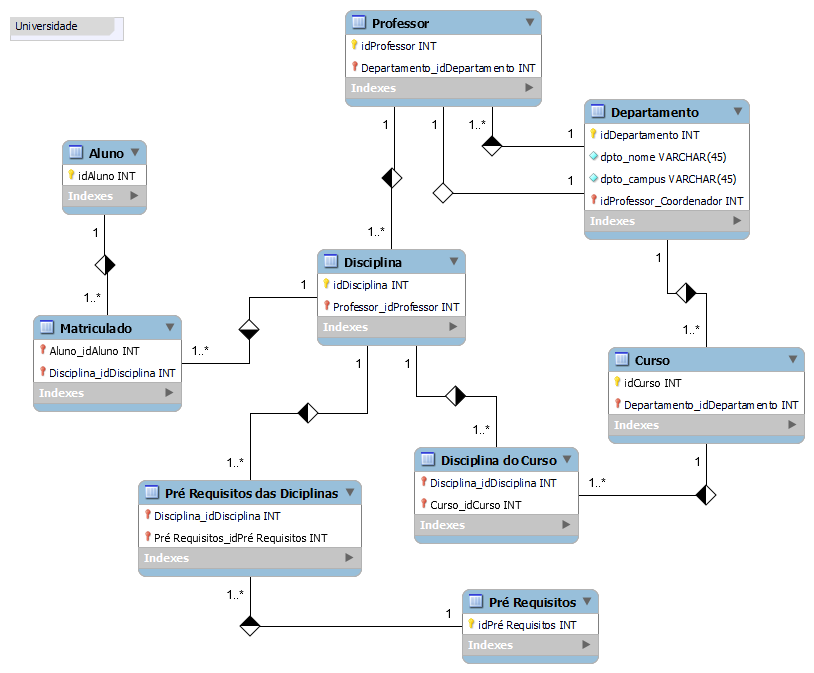 Universidade
Professor
idProfessor INT
Departamento_idDepartamento INT
Indexes
1
1
1..*
1
1
Departamento
idDepartamento INT
dpto_nome VARCHAR(45)
dpto_campus VARCHAR(45)
idProfessor_Coordenador INT
Indexes
Aluno
idAluno INT
Indexes
1
1..*
1..*
Disciplina
idDisciplina INT
Professor_idProfessor INT
Indexes
1
1
1..*
Matriculado
Aluno_idAluno INT
Disciplina_idDisciplina INT
Indexes
1..*
Curso
idCurso INT
Departamento_idDepartamento INT
Indexes
1
1
1..*
1..*
Disciplina do Curso
Disciplina_idDisciplina INT
Curso_idCurso INT
Indexes
1..*
1
Pré Requisitos das Diciplinas
Disciplina_idDisciplina INT
Pré Requisitos_idPré Requisitos INT
Indexes
1..*
1
Pré Requisitos
idPré Requisitos INT
Indexes